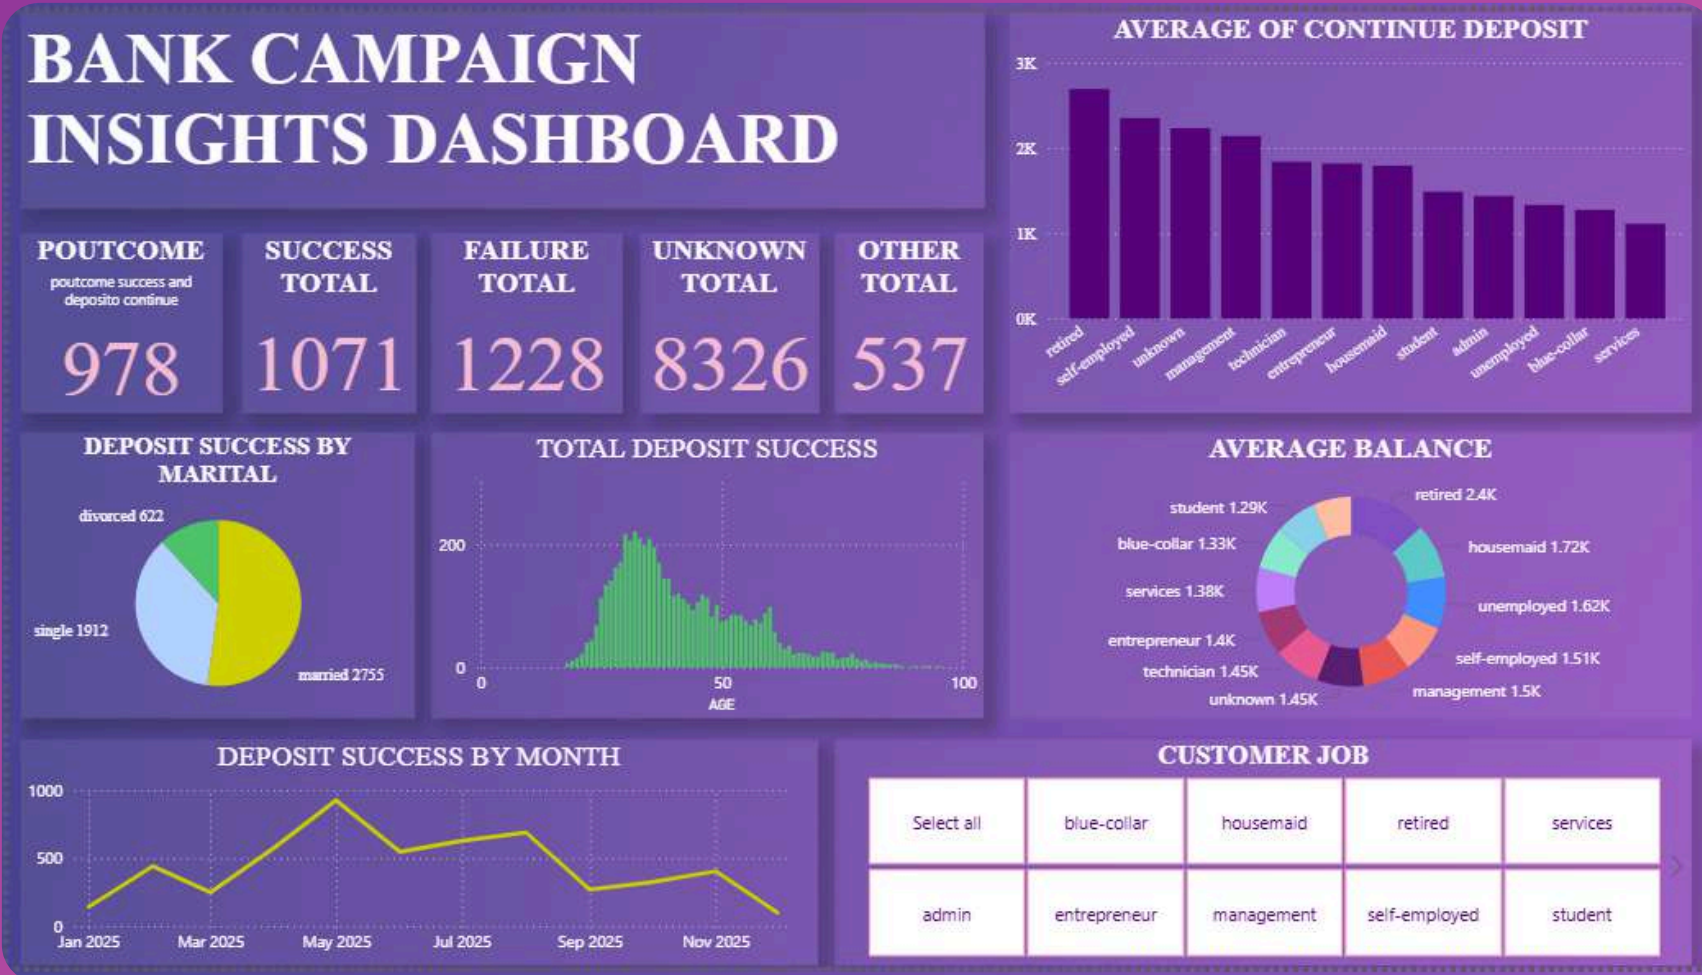 BANK CAMPAIGN
INSIGHTS DASHBOARD
POUTCOME
poutcome success and
deposito continue
978
SUCCESS
TOTAL
1071
FAILURE
TOTAL
1228
UNKNOWN
TOTAL
8326
OTHER
TOTAL
537
AVERAGE OF CONTINUE DEPOSIT
3K
2K
1K
0K
retired
self-employed
unknown
management
technician
entrepreneur
housemaid
student
admin
unemployed
blue-collar
services
DEPOSIT SUCCESS BY
MARITAL
divorced 622
single 1912
married 2755
TOTAL DEPOSIT SUCCESS
200
0
0
50
100
AGE
AVERAGE BALANCE
retired 2.4K
student 1.29K
blue-collar 1.33K
housemaid 1.72K
services 1.38K
unemployed 1.62K
entrepreneur 1.4K
self-employed 1.51K
technician 1.45K
management 1.5K
unknown 1.45K
DEPOSIT SUCCESS BY MONTH
1000
500
0
Jan 2025
Mar 2025
May 2025
Jul 2025
Sep 2025
Nov 2025
CUSTOMER JOB
Select all
blue-collar
housemaid
retired
services
admin
entrepreneur
management
self-employed
student